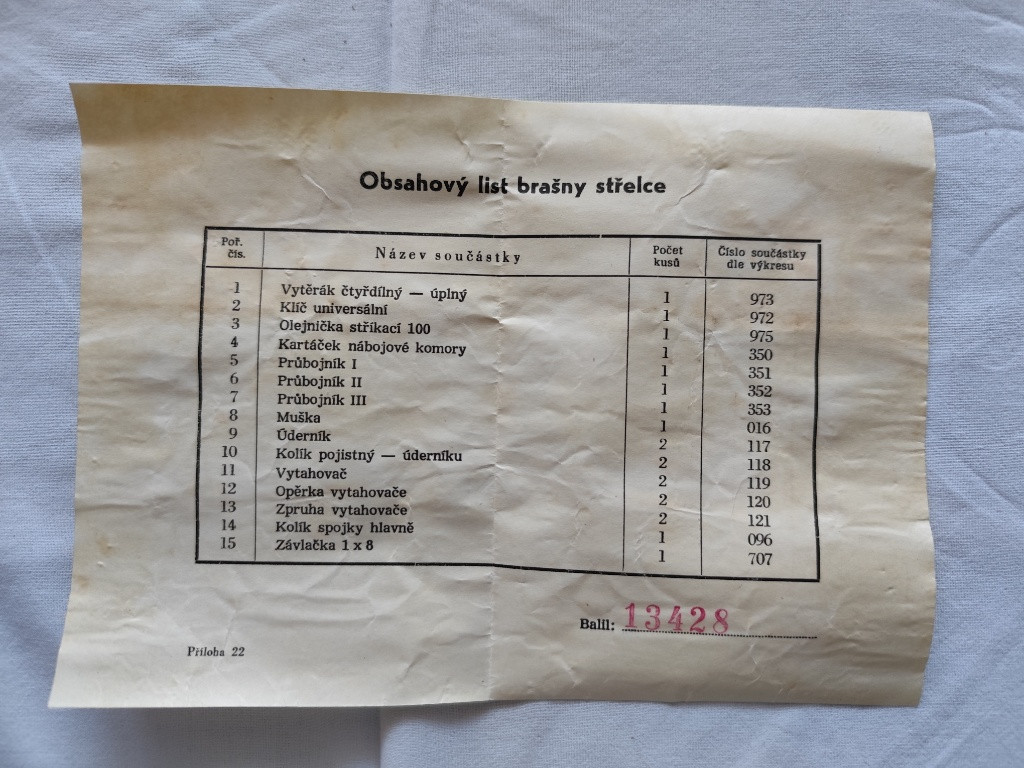 Obsahový list brašny střelce
Poř. čís. Název součástky Počet kusů Číslo součástky dle výkresu
1 Vytěrák čtyřdílný — úplný 1 973
2 Klíč universální 1 972
3 Olejnička stříkací 100 1 975
4 Kartáček nábojové komory 1 350
5 Průbojník I 1 351
6 Průbojník II 1 352
7 Průbojník III 1 353
8 Muška 1 016
9 Úderník 2 117
10 Kolík pojistný — úderníku 2 118
11 Vytahovač 2 119
12 Opěrka vytahovače 2 120
13 Zpruha vytahovače 2 121
14 Kolík spojky hlavně 1 096
15 Závlačka 1 x 8 1 707
Balil: 13428
Příloha 22